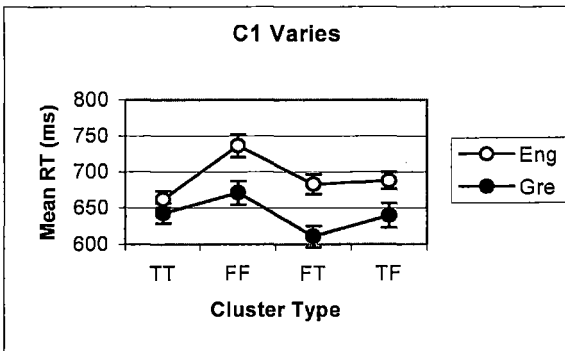 C1 Varies
Mean RT (ms)
800
750
700
650
600
TT FF FT TF
Cluster Type
Eng
Gre